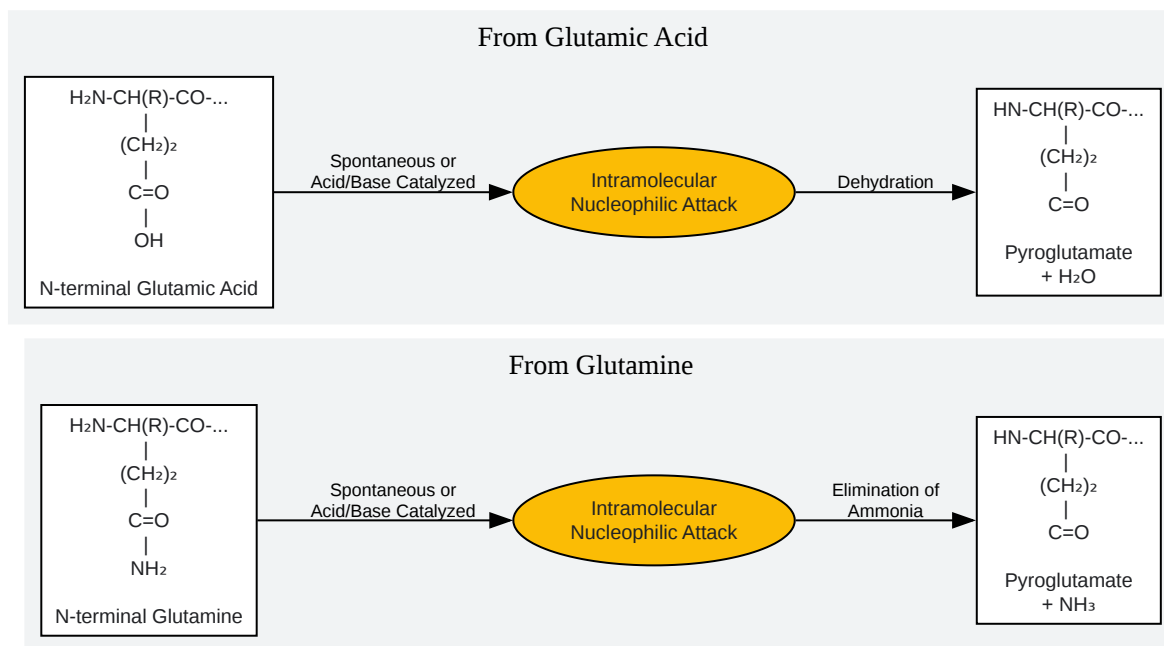 From Glutamic Acid
H₂N-CH(R)-CO-...
|
(CH₂)₂
|
C=O
|
OH
N-terminal Glutamic Acid
Spontaneous or
Acid/Base Catalyzed
Intramolecular
Nucleophilic Attack
Dehydration
HN-CH(R)-CO-...
|
(CH₂)₂
|
C=O
Pyroglutamate
+ H₂O
From Glutamine
H₂N-CH(R)-CO-...
|
(CH₂)₂
|
C=O
|
NH₂
N-terminal Glutamine
Spontaneous or
Acid/Base Catalyzed
Intramolecular
Nucleophilic Attack
Elimination of
Ammonia
HN-CH(R)-CO-...
|
(CH₂)₂
|
C=O
Pyroglutamate
+ NH₃